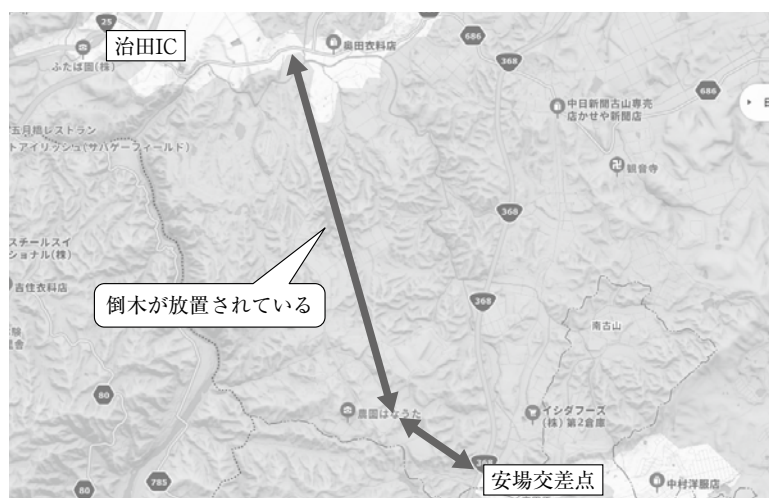 25
治田IC
ふたば園(株)
奥田衣料店
686
368
中日新聞古山専売
店かせや新聞店
686
五月橋レストラン
トアイリッシュ(サバゲーフィールド)
観音寺
368
スチールスイ
ショナル(株)
吉住衣料店
倒木が放置されている
368
南古山
80
農園はなうた
イシダフーズ
(株) 第2倉庫
368
安場交差点
785
80
中村洋服店